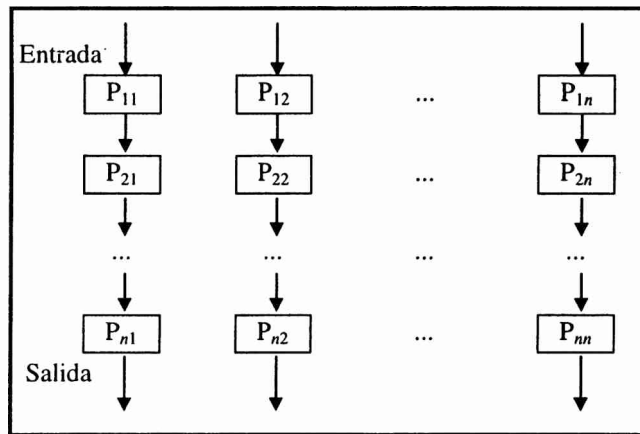 Entrada
P11 P12 ... P1n
P21 P22 ... P2n
... ... ... ...
Pn1 Pn2 ... Pnn
Salida